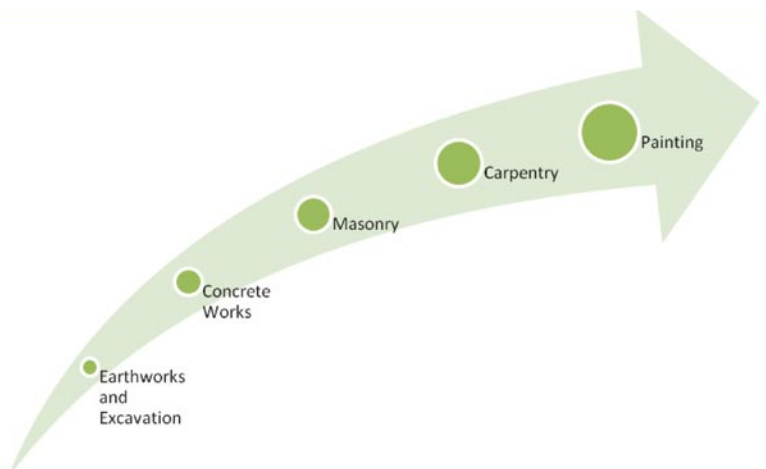 Painting
Carpentry
Masonry
Concrete
Works
Earthworks
and
Excavation